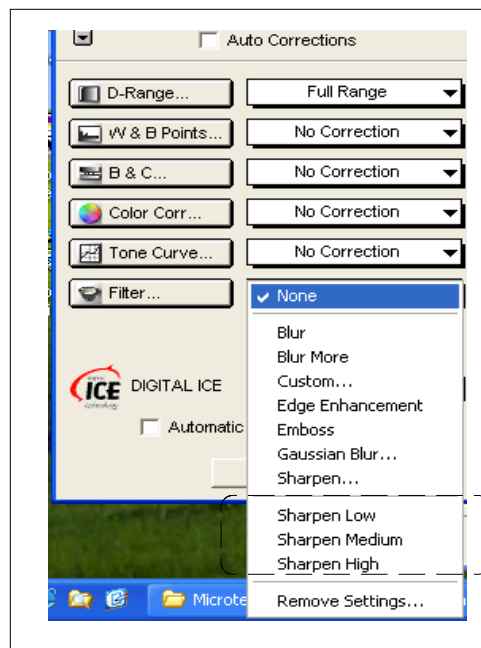 Auto Corrections
D-Range... Full Range
W & B Points... No Correction
B & C... No Correction
Color Corr... No Correction
Tone Curve... No Correction
Filter... None
Blur
Blur More
Custom...
Edge Enhancement
Emboss
Gaussian Blur...
Sharpen...
ICE DIGITAL ICE
technology
Automatic
Sharpen Low
Sharpen Medium
Sharpen High
Remove Settings...
Microte